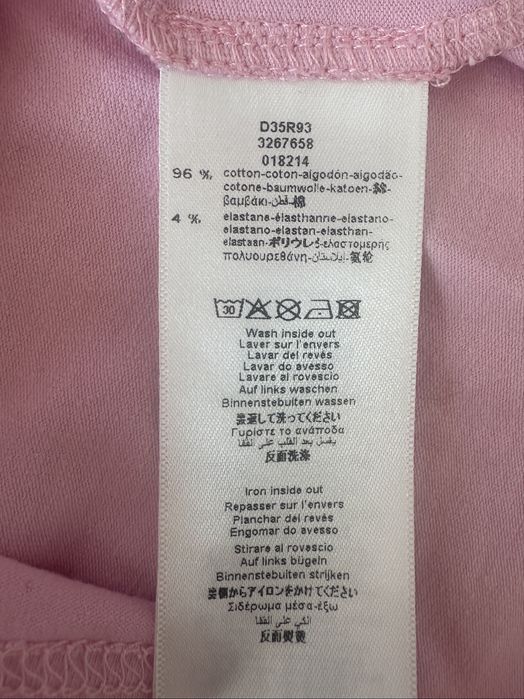 D35R93
3267658
018214
96 % cotton-coton-algodón-algodão-
cotone-baumwolle-katoen-綿-
βαμβάκι-قطن-棉
4 % elastane-élasthanne-elastano-
elastano-elastan-elasthan-
elastaan-ポリウレ-ελαστομερής
πολυουρεθάνη-ايلاستان-氨纶
30
Wash inside out
Laver sur l'envers
Lavar del revés
Lavar do avesso
Lavare al rovescio
Auf links waschen
Binnenstebuiten wassen
裏返して洗ってください
Γυρίστε το ανάποδα
يغسل بعد القلب على القفا
反面洗涤
Iron inside out
Repasser sur l'envers
Planchar del revés
Engomar do avesso
Stirare al rovescio
Auf links bügeln
Binnenstebuiten strijken
裏側からアイロンをかけてください
Σιδέρωμα μέσα-έξω
الكي على القفا
反面熨烫